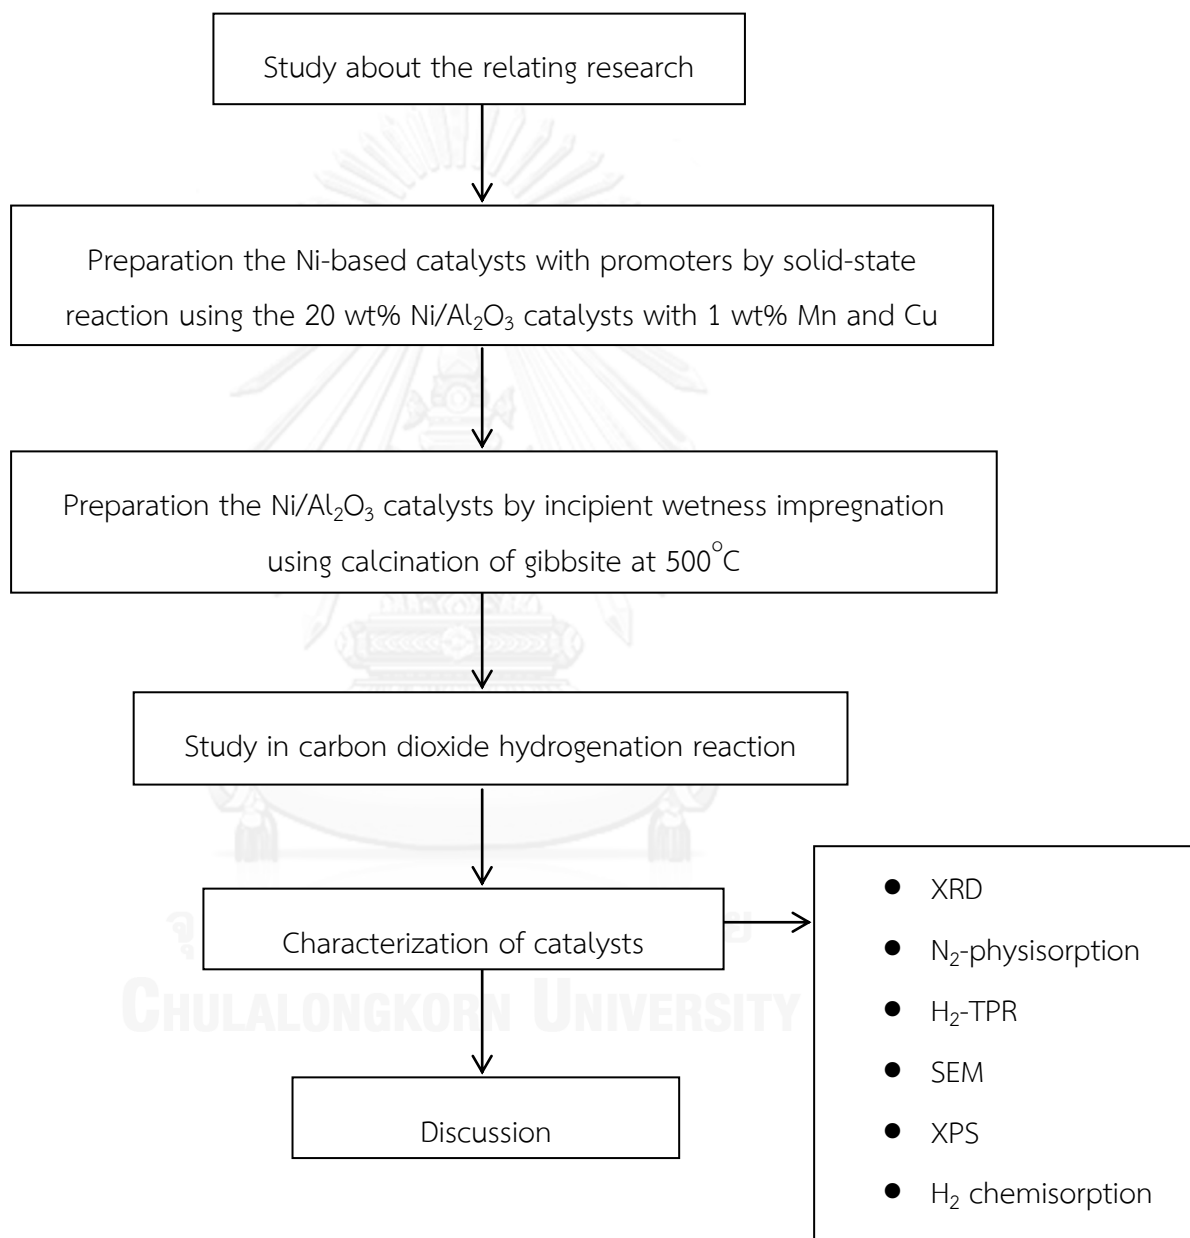 Study about the relating research
Preparation the Ni-based catalysts with promoters by solid-state
reaction using the 20 wt% Ni/Al₂O₃ catalysts with 1 wt% Mn and Cu
Preparation the Ni/Al₂O₃ catalysts by incipient wetness impregnation
using calcination of gibbsite at 500°C
Study in carbon dioxide hydrogenation reaction
Characterization of catalysts
● XRD
● N₂-physisorption
● H₂-TPR
● SEM
● XPS
● H₂ chemisorption
CHULALONGKORN UNIVERSITY
Discussion